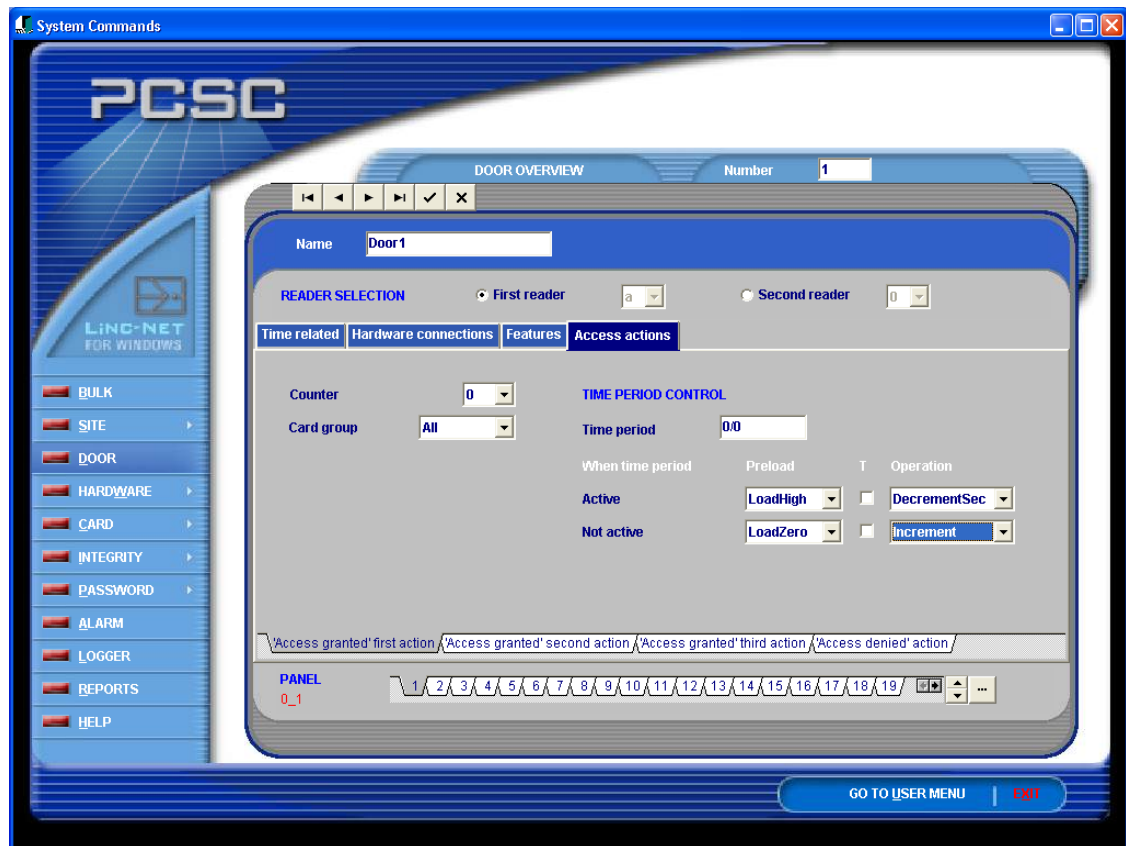 System Commands
PCSC
DOOR OVERVIEW Number 1
Name Door1
READER SELECTION First reader a Second reader 0
LiNC-NET
FOR WINDOWS
Time related Hardware connections Features Access actions
BULK
SITE
DOOR
HARDWARE
CARD
INTEGRITY
PASSWORD
ALARM
LOGGER
REPORTS
HELP
Counter 0 TIME PERIOD CONTROL
Card group All Time period 0/0
When time period Preload T Operation
Active LoadHigh DecrementSec
Not active LoadZero Increment
'Access granted' first action 'Access granted' second action 'Access granted' third action 'Access denied' action
PANEL 1 2 3 4 5 6 7 8 9 10 11 12 13 14 15 16 17 18 19 ...
0_1
GO TO USER MENU | EXIT